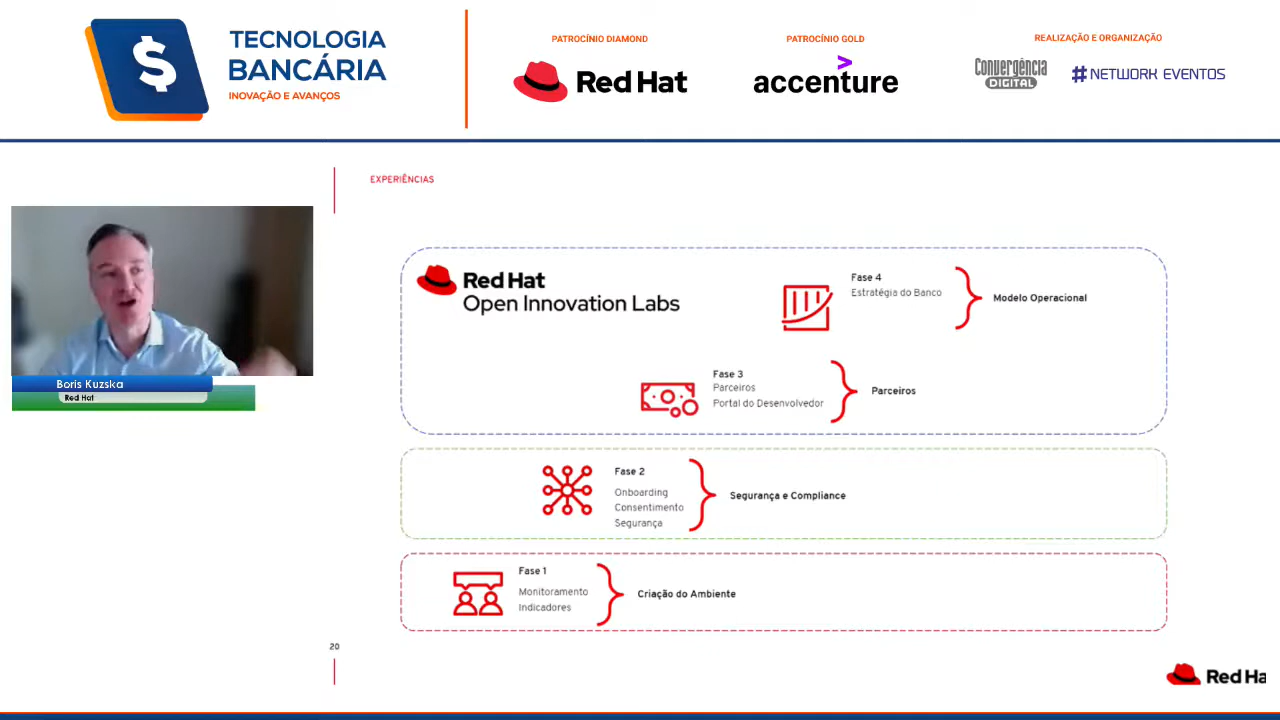 TECNOLOGIA
BANCÁRIA
INOVAÇÃO E AVANÇOS
PATROCÍNIO DIAMOND
Red Hat
PATROCÍNIO GOLD
accenture
REALIZAÇÃO E ORGANIZAÇÃO
Convergência
DIGITAL
# NETWORK EVENTOS
EXPERIÊNCIAS
Boris Kuzska
Red Hat
Red Hat
Open Innovation Labs
Fase 4
Estratégia do Banco
Modelo Operacional
Fase 3
Parceiros
Portal do Desenvolvedor
Parceiros
Fase 2
Onboarding
Consentimento
Segurança
Segurança e Compliance
Fase 1
Monitoramento
Indicadores
Criação do Ambiente
20
Red Ha